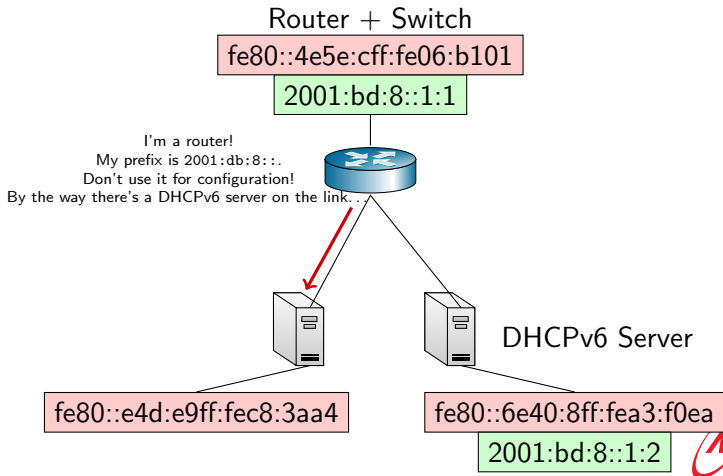 Router + Switch
fe80::4e5e:cff:fe06:b101
2001:bd:8::1:1
I'm a router!
My prefix is 2001:db:8::.
Don't use it for configuration!
By the way there's a DHCPv6 server on the link...
DHCPv6 Server
fe80::e4d:e9ff:fec8:3aa4
fe80::6e40:8ff:fea3:f0ea
2001:bd:8::1:2